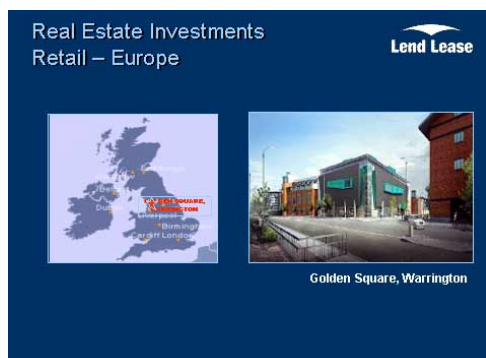 Real Estate Investments
Retail – Europe
Lend Lease
GOLDEN SQUARE,
WARRINGTON
Liverpool
Birmingham
Cardiff London
Golden Square, Warrington